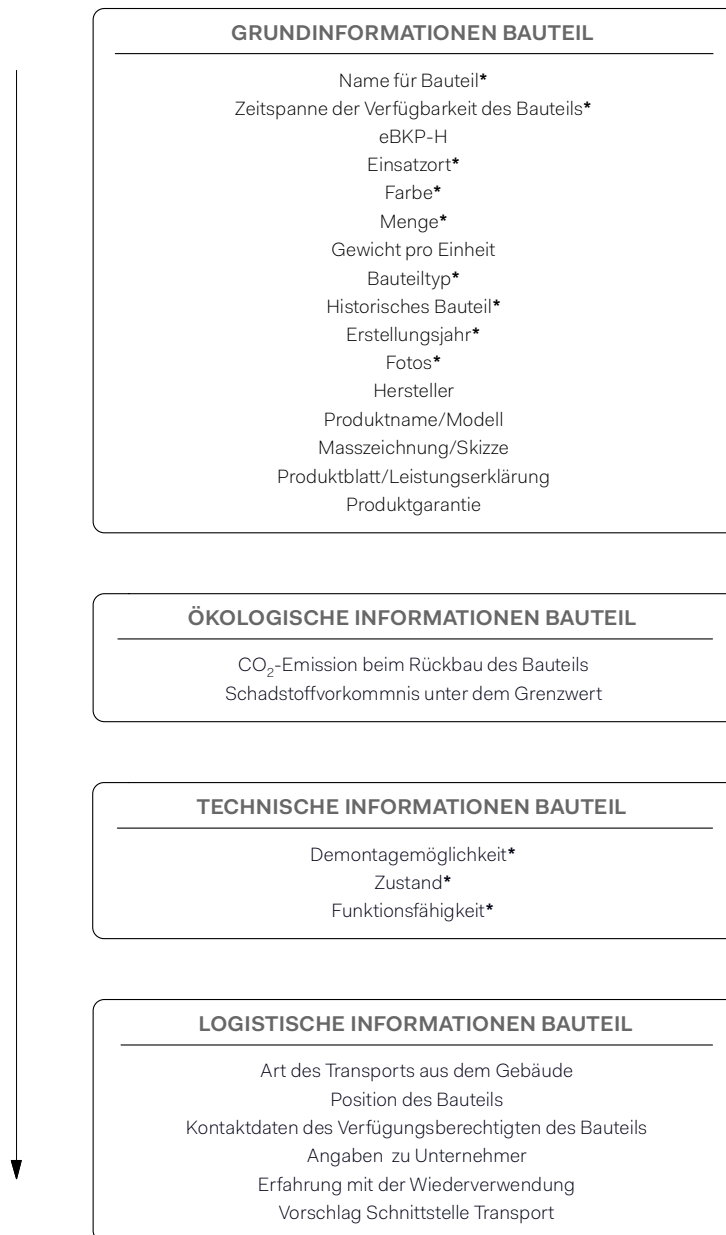 GRUNDINFORMATIONEN BAUTEIL
Name für Bauteil*
Zeitspanne der Verfügbarkeit des Bauteils*
eBKP-H
Einsatzort*
Farbe*
Menge*
Gewicht pro Einheit
Bauteiltyp*
Historisches Bauteil*
Erstellungsjahr*
Fotos*
Hersteller
Produktname/Modell
Masszeichnung/Skizze
Produktblatt/Leistungserklärung
Produktgarantie
ÖKOLOGISCHE INFORMATIONEN BAUTEIL
CO₂-Emission beim Rückbau des Bauteils
Schadstoffvorkommnis unter dem Grenzwert
TECHNISCHE INFORMATIONEN BAUTEIL
Demontagemöglichkeit*
Zustand*
Funktionsfähigkeit*
LOGISTISCHE INFORMATIONEN BAUTEIL
Art des Transports aus dem Gebäude
Position des Bauteils
Kontaktdaten des Verfügungsberechtigten des Bauteils
Angaben zu Unternehmer
Erfahrung mit der Wiederverwendung
Vorschlag Schnittstelle Transport